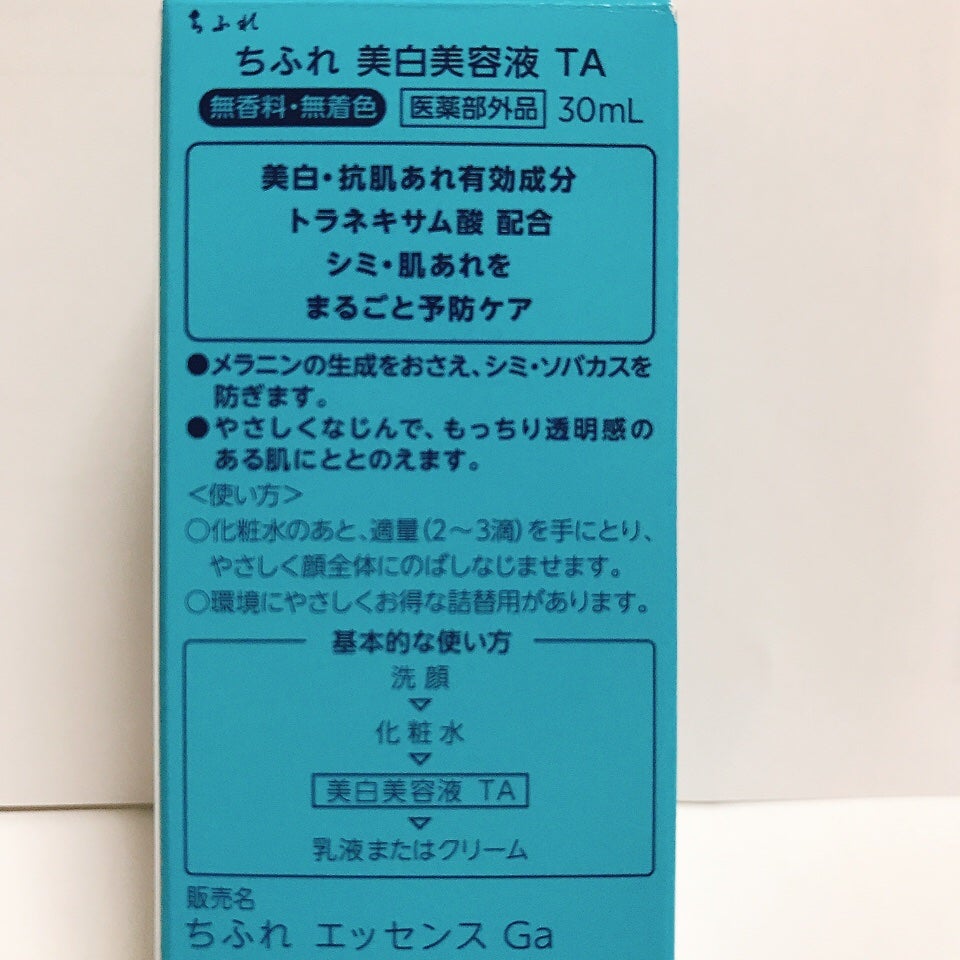 ちふれ
ちふれ 美白美容液 TA
無香料・無着色 医薬部外品 30mL
美白・抗肌あれ有効成分
トラネキサム酸 配合
シミ・肌あれを
まるごと予防ケア
●メラニンの生成をおさえ、シミ・ソバカスを
防ぎます。
●やさしくなじんで、もっちり透明感の
ある肌にととのえます。
＜使い方＞
○化粧水のあと、適量(2～3滴)を手にとり、
やさしく顔全体にのばしなじませます。
○環境にやさしくお得な詰替用があります。
基本的な使い方
洗顔
▽
化粧水
▽
美白美容液 TA
▽
乳液またはクリーム
販売名
ちふれ エッセンス Ga